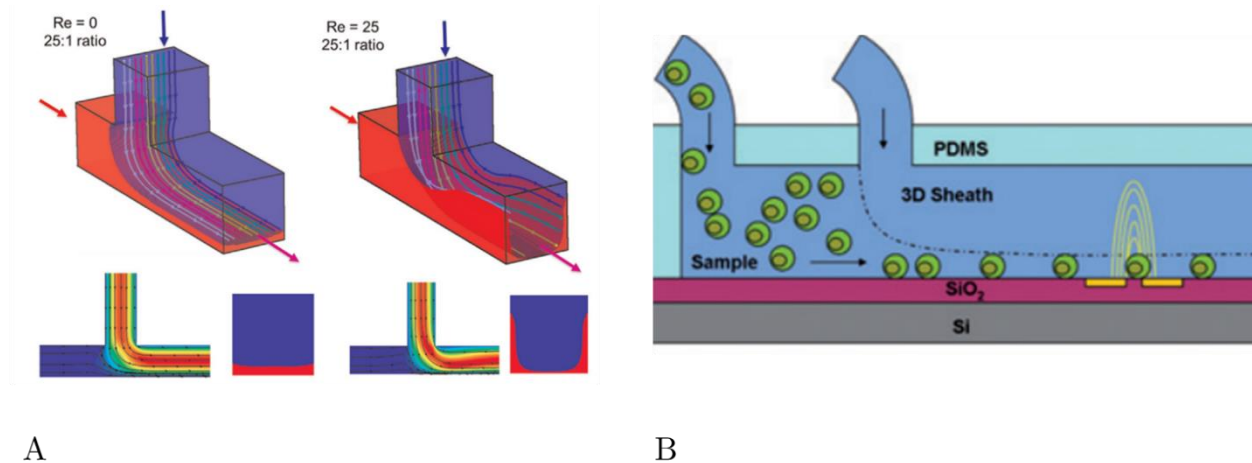 Re = 0
25:1 ratio
Re = 25
25:1 ratio
PDMS
3D Sheath
Sample
SiO₂
Si
A
B